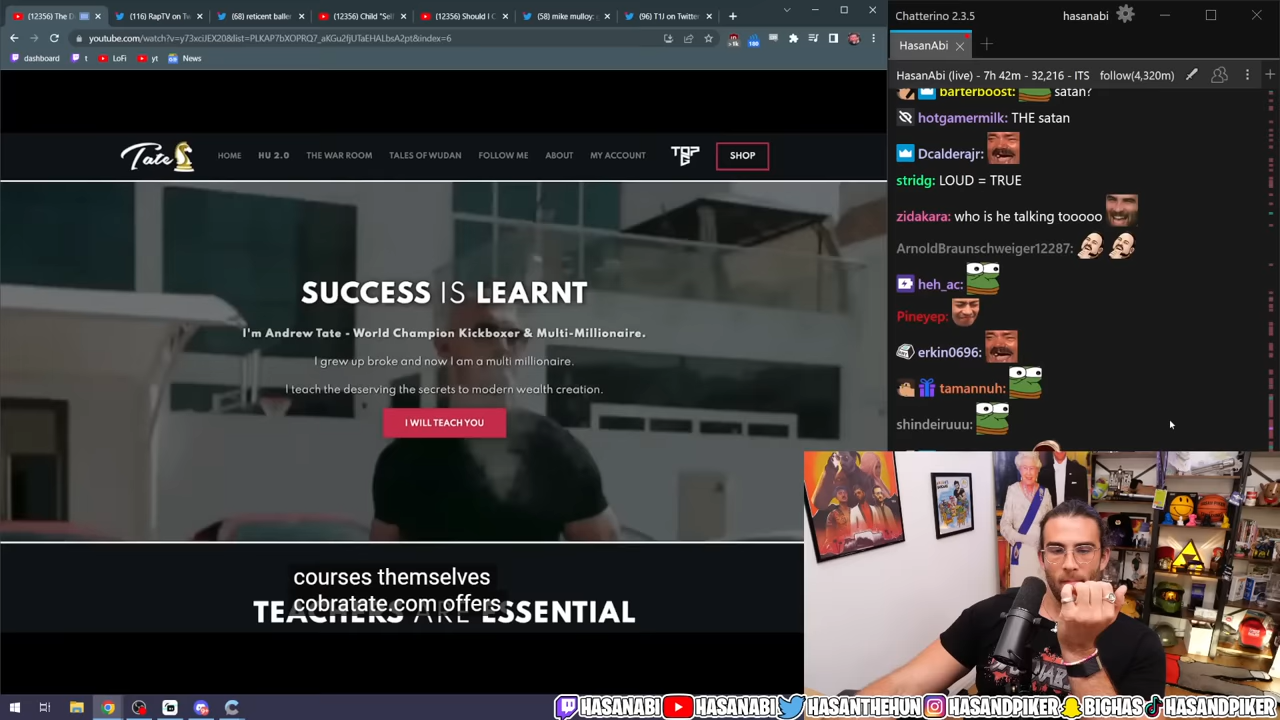 (12356) The D
(116) RapTV on Tw
(68) reticent baller
(12356) Child "Sel
(12356) Should I C
(58) mike mulloy:
(96) T1J on Twitter
youtube.com/watch?v=y73xciJEX20&list=PLKAP7bXOPRQ7_aKGu2fjUTaEHALbsA2pt&index=6
dashboard
t
LoFi
yt
News
Tate
HOME
HU 2.0
THE WAR ROOM
TALES OF WUDAN
FOLLOW ME
ABOUT
MY ACCOUNT
SHOP
SUCCESS IS LEARNT
I'm Andrew Tate - World Champion Kickboxer & Multi-Millionaire.
I grew up broke and now I am a multi millionaire.
I teach the deserving the secrets to modern wealth creation.
I WILL TEACH YOU
courses themselves
cobratate.com offers
TEACHERS ARE ESSENTIAL
Chatterino 2.3.5
hasanabi
HasanAbi
HasanAbi (live) - 7h 42m - 32,216 - ITS
follow(4,320m)
barterboost: satan?
hotgamermilk: THE satan
Dcalderajr:
stridg: LOUD = TRUE
zidakara: who is he talking tooooo
ArnoldBraunschweiger12287:
heh_ac:
Pineyep:
erkin0696:
tamannuh:
shindeiruuu:
HASANABI
HASANABI
HASANTHEHUN
HASANDPIKER
BIGHAS
HASANDPIKER